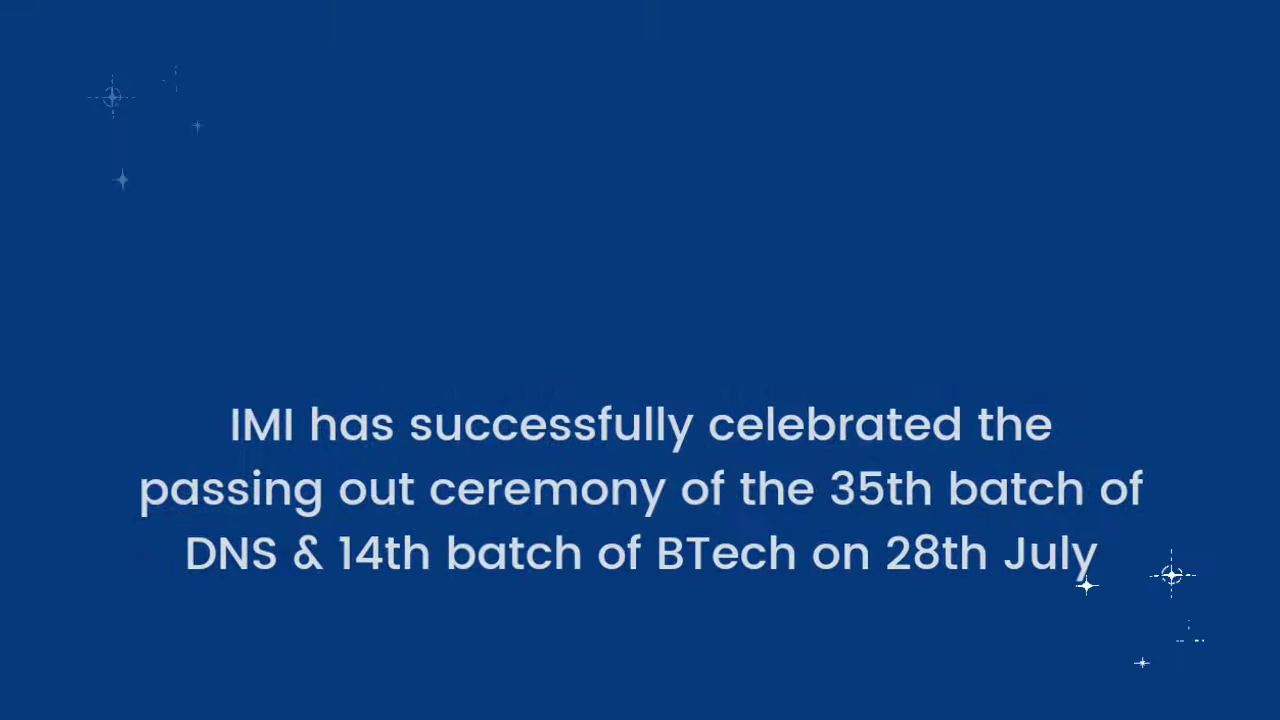 IMI has successfully celebrated the
passing out ceremony of the 35th batch of
DNS & 14th batch of BTech on 28th July